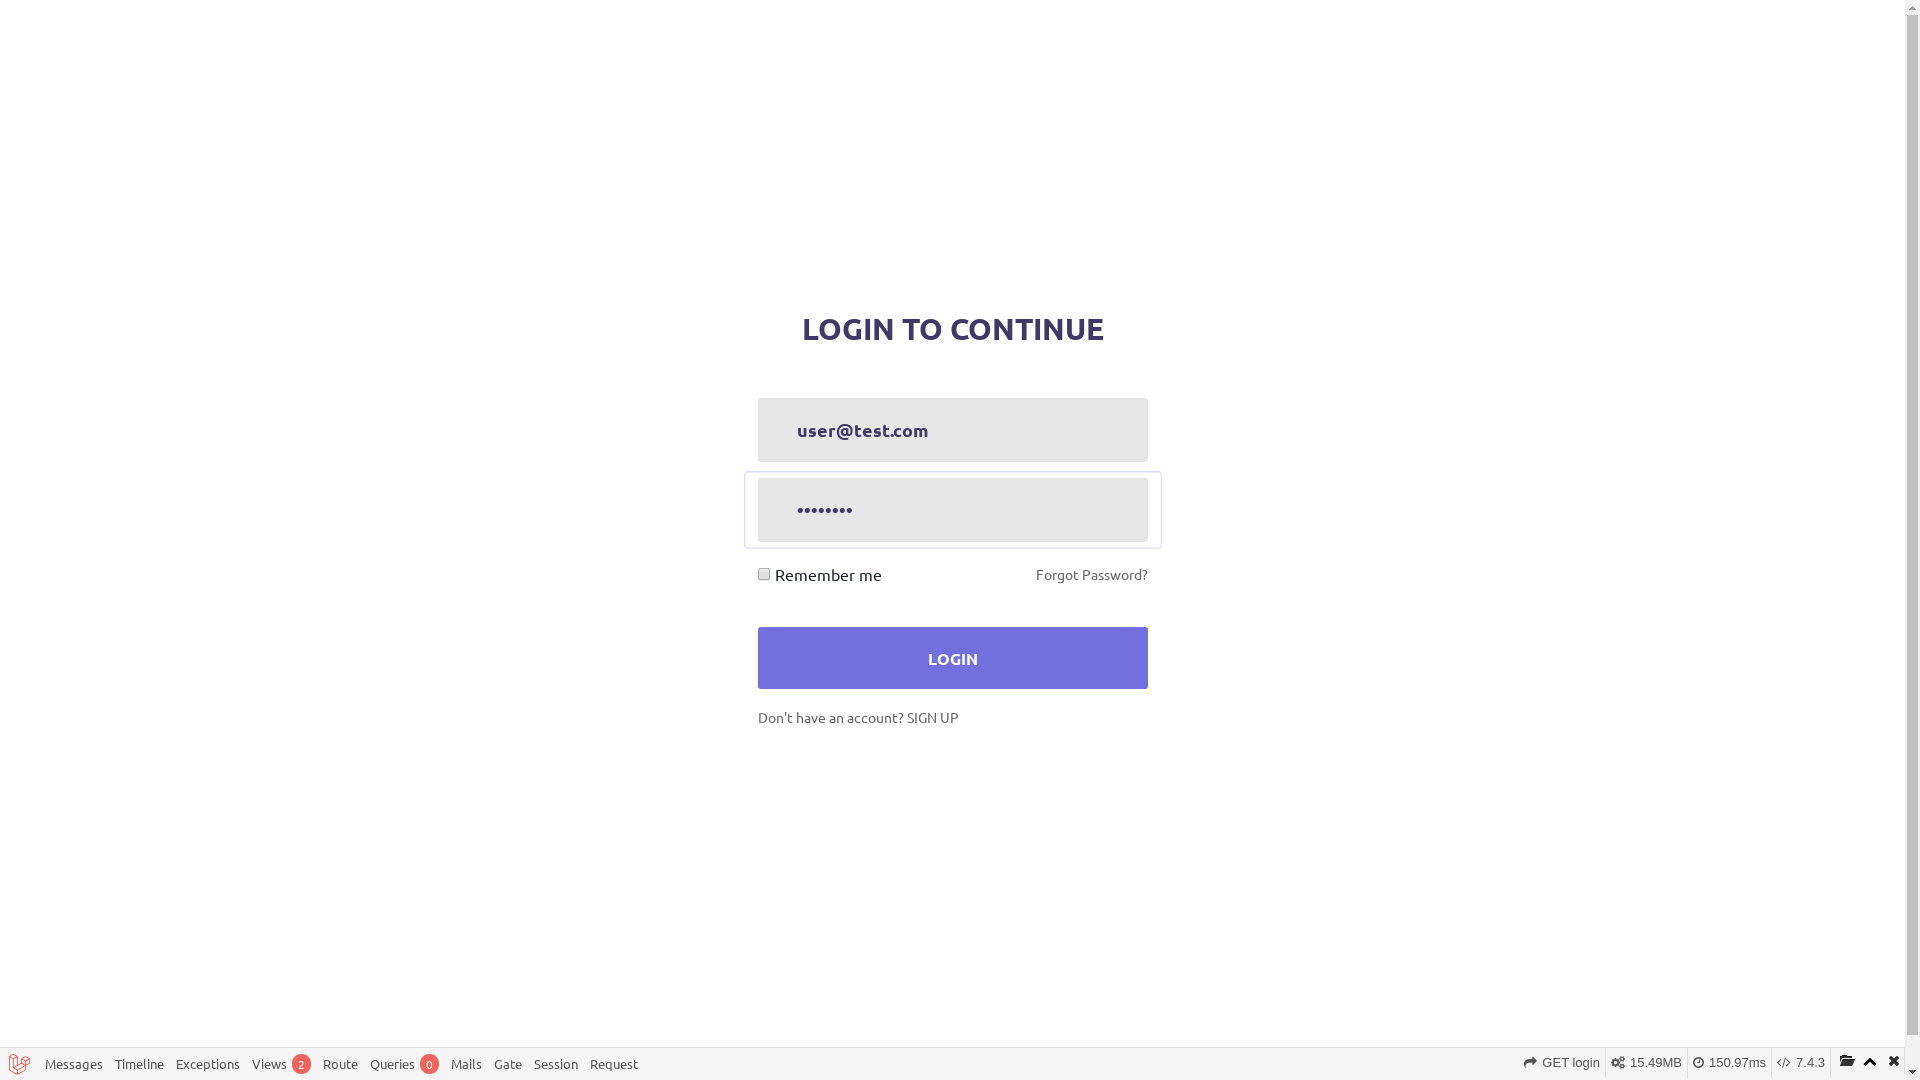 LOGIN TO CONTINUE
user@test.com
••••••••
Remember me Forgot Password?
LOGIN
Don't have an account? SIGN UP
Messages Timeline Exceptions Views 2 Route Queries 0 Mails Gate Session Request GET login 15.49MB 150.97ms 7.4.3